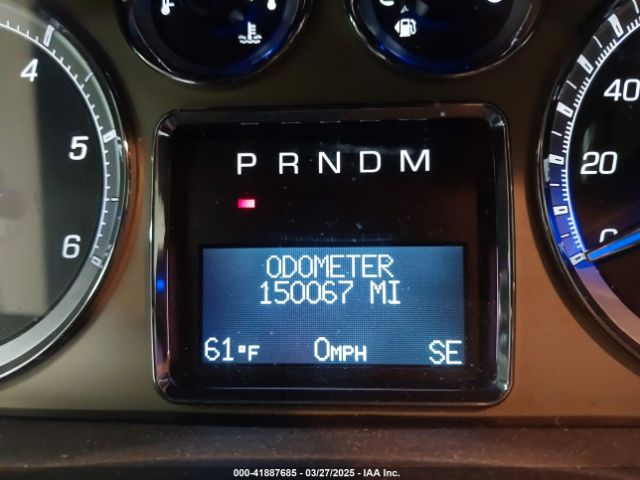 4
5
6
P R N D M
ODOMETER
150067 MI
61°F 0MPH SE
40
20
000-41887685 - 03/27/2025 - IAA Inc.